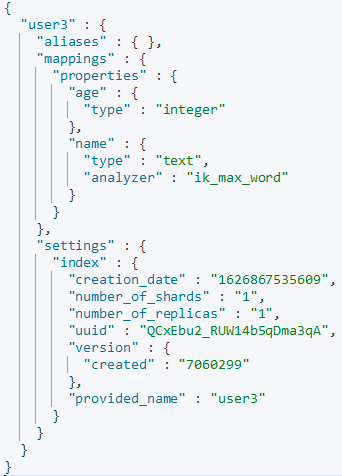 {
  "user3" : {
    "aliases" : { },
    "mappings" : {
      "properties" : {
        "age" : {
          "type" : "integer"
        },
        "name" : {
          "type" : "text",
          "analyzer" : "ik_max_word"
        }
      }
    },
    "settings" : {
      "index" : {
        "creation_date" : "1626867535609",
        "number_of_shards" : "1",
        "number_of_replicas" : "1",
        "uuid" : "QCxEbu2_RUW14b5qDma3qA",
        "version" : {
          "created" : "7060299"
        },
        "provided_name" : "user3"
      }
    }
  }
}